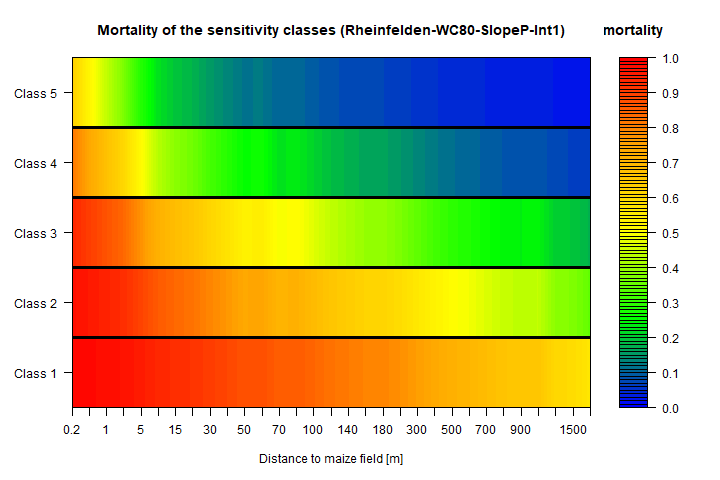 Mortality of the sensitivity classes (Rheinfelden-WC80-SlopeP-Int1)
mortality
Class 5
Class 4
Class 3
Class 2
Class 1
1.0
0.9
0.8
0.7
0.6
0.5
0.4
0.3
0.2
0.1
0.0
0.2 1 5 15 30 50 70 100 140 180 300 500 700 900 1500
Distance to maize field [m]